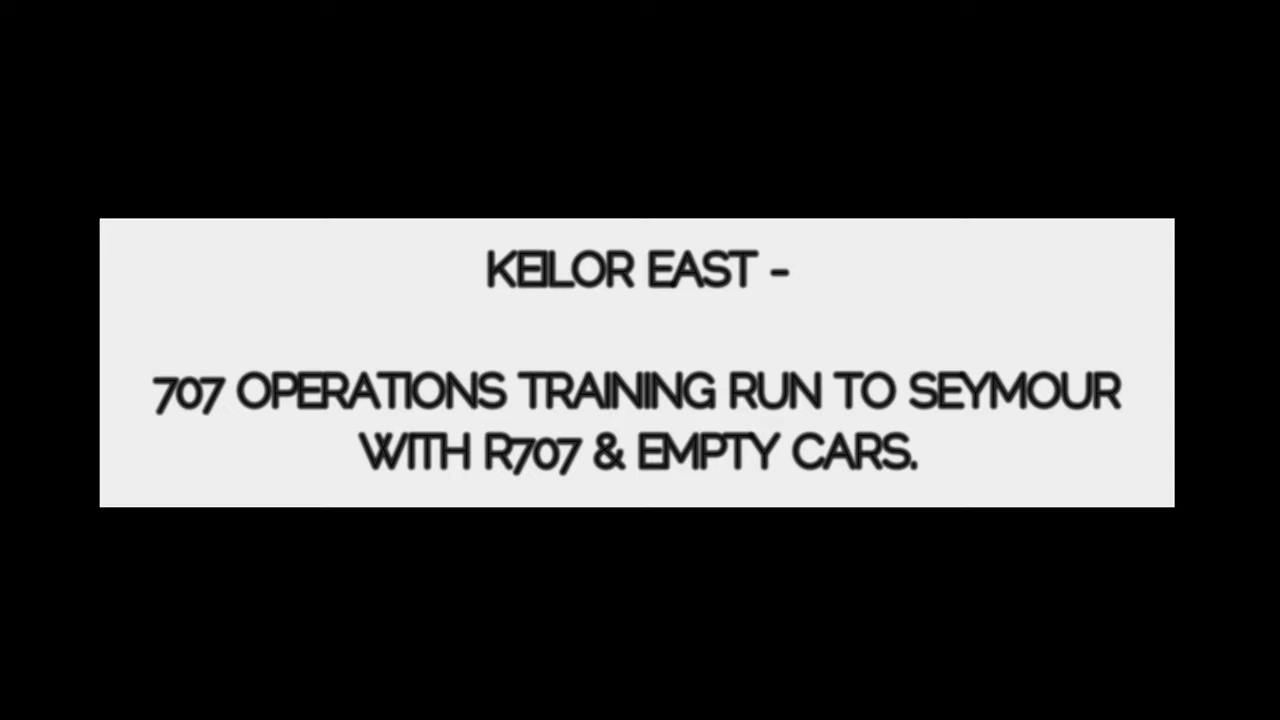 KEILOR EAST -
707 OPERATIONS TRAINING RUN TO SEYMOUR
WITH R707 & EMPTY CARS.